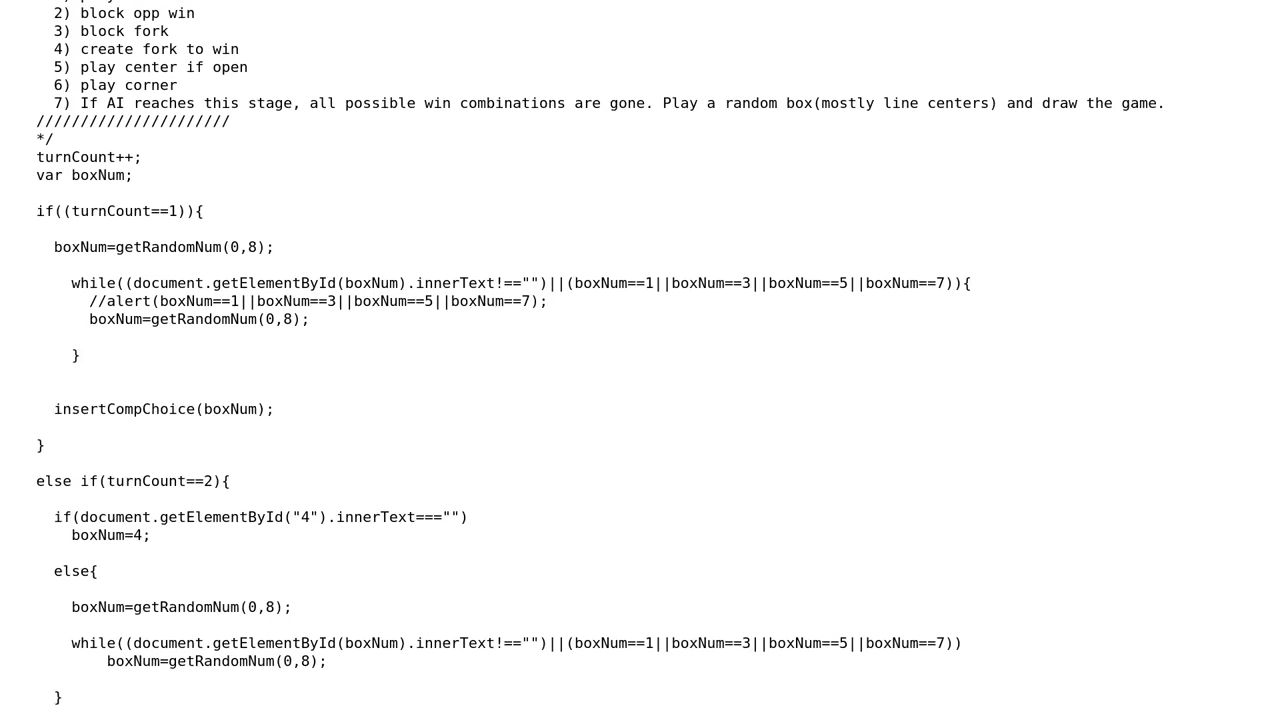 2) block opp win
3) block fork
4) create fork to win
5) play center if open
6) play corner
7) If AI reaches this stage, all possible win combinations are gone. Play a random box(mostly line centers) and draw the game.
//////////////////////
*/
turnCount++;
var boxNum;
if((turnCount==1)){
boxNum=getRandomNum(0,8);
while((document.getElementById(boxNum).innerText!=="")||(boxNum==1||boxNum==3||boxNum==5||boxNum==7)){
//alert(boxNum==1||boxNum==3||boxNum==5||boxNum==7);
boxNum=getRandomNum(0,8);
}
insertCompChoice(boxNum);
}
else if(turnCount==2){
if(document.getElementById("4").innerText==="")
boxNum=4;
else{
boxNum=getRandomNum(0,8);
while((document.getElementById(boxNum).innerText!=="")||(boxNum==1||boxNum==3||boxNum==5||boxNum==7))
boxNum=getRandomNum(0,8);
}